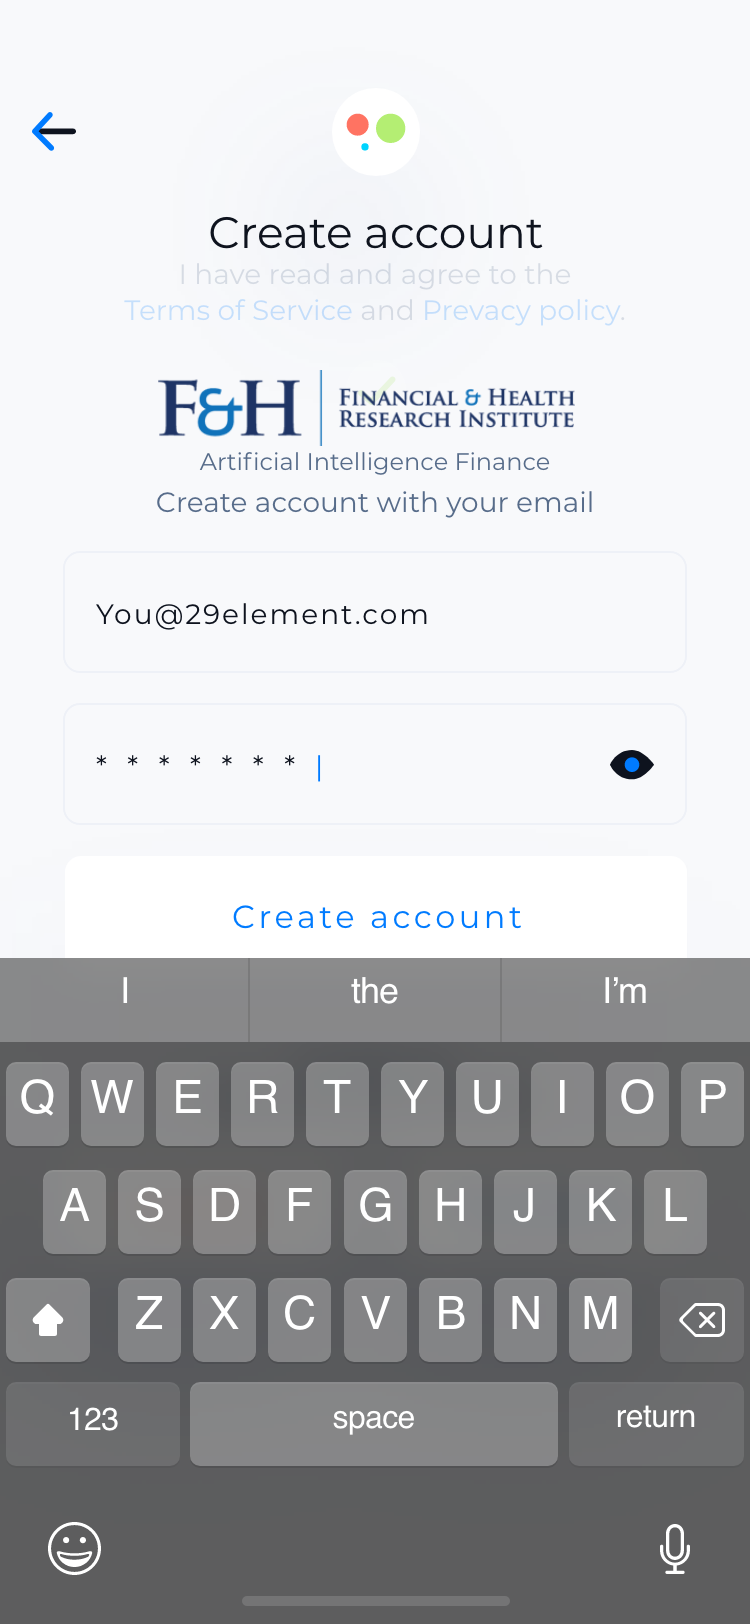 Create account
I have read and agree to the
Terms of Service and Prevacy policy.
F&H
FINANCIAL & HEALTH
RESEARCH INSTITUTE
Artificial Intelligence Finance
Create account with your email
You@29element.com
* * * * * * *
Create account
I the I'm
Q W E R T Y U I O P
A S D F G H J K L
Z X C V B N M
123 space return